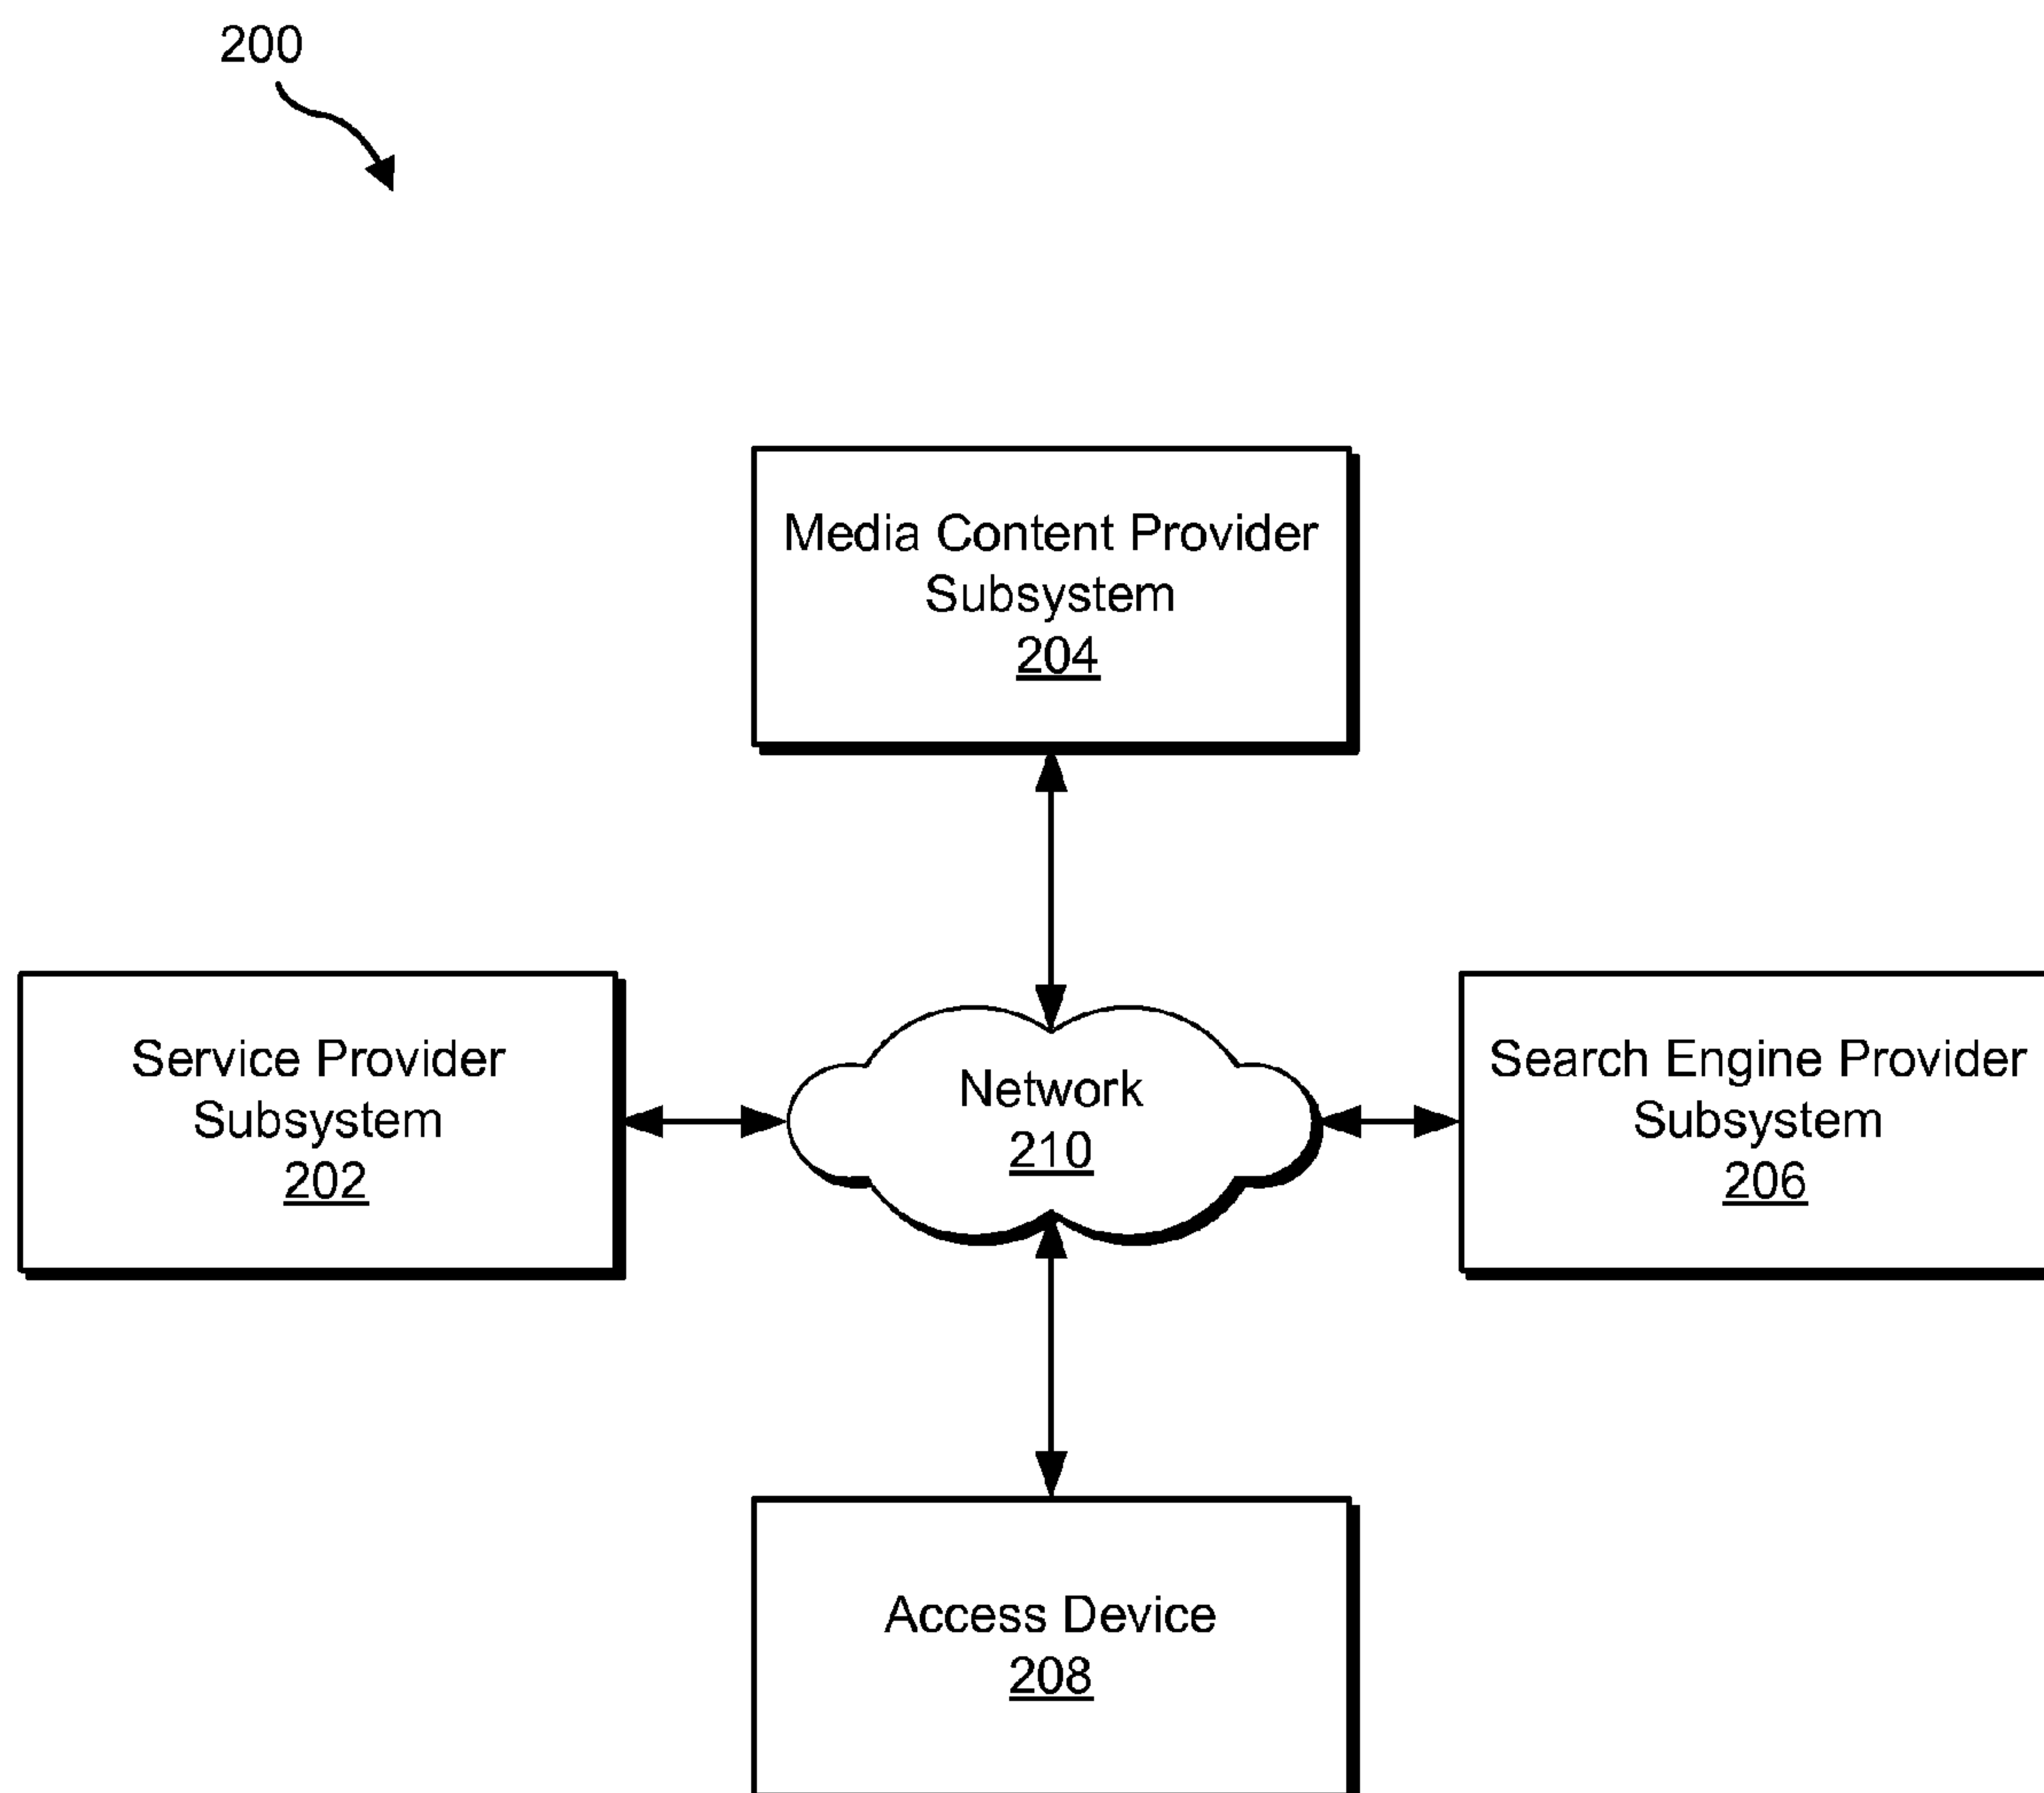 200
Media Content Provider
Subsystem
204
Service Provider
Subsystem
202
Network
210
Search Engine Provider
Subsystem
206
Access Device
208